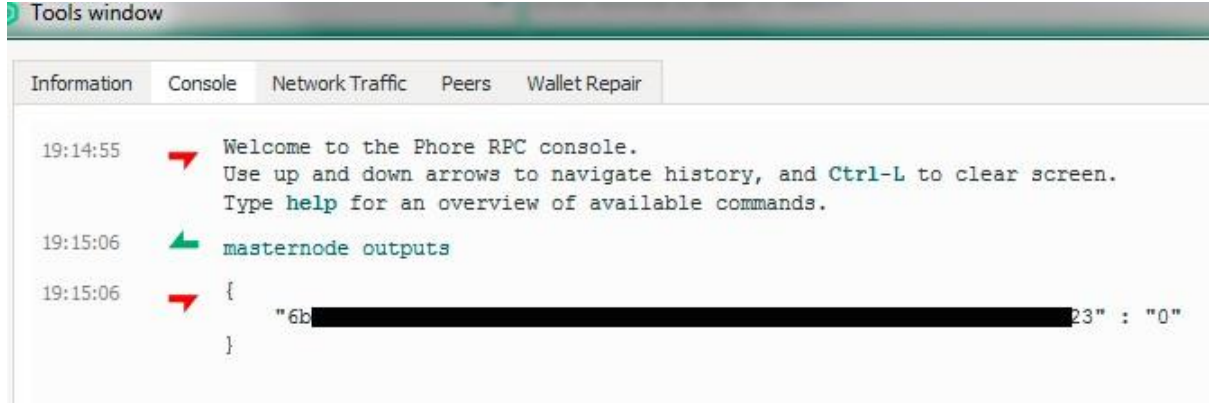 Tools window
Information Console Network Traffic Peers Wallet Repair
19:14:55 Welcome to the Phore RPC console.
Use up and down arrows to navigate history, and Ctrl-L to clear screen.
Type help for an overview of available commands.
19:15:06 masternode outputs
19:15:06 {
"6b 23" : "0"
}